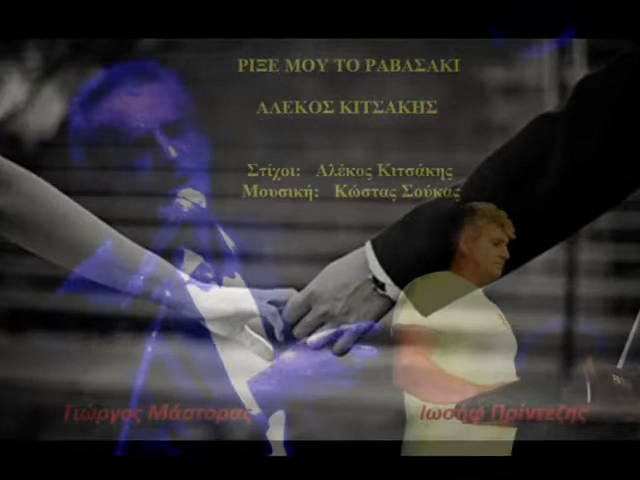 ΡΙΞΕ ΜΟΥ ΤΟ ΡΑΒΑΣΑΚΙ
ΑΛΕΚΟΣ ΚΙΤΣΑΚΗΣ
Στίχοι: Αλέκος Κιτσάκης
Μουσική: Κώστας Σούκας
Γιώργος Μάστορας Ιωσήφ Πρίντεζης